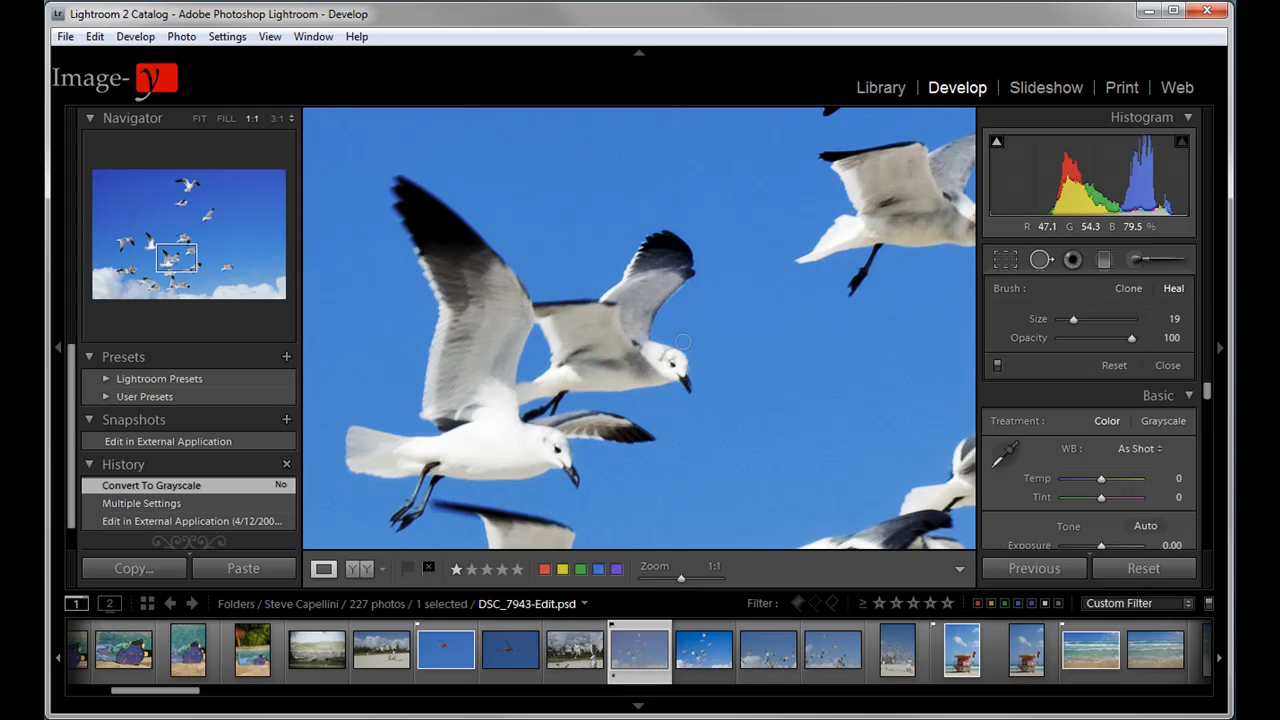 Lightroom 2 Catalog - Adobe Photoshop Lightroom - Develop
File Edit Develop Photo Settings View Window Help
Image-y
Library | Develop | Slideshow | Print | Web
Navigator FIT FILL 1:1 3:1
Presets +
Lightroom Presets
User Presets
Snapshots +
Edit in External Application
History
Convert To Grayscale No
Multiple Settings
Edit in External Application (4/12/200...
Copy... Paste
Histogram
R 47.1 G 54.3 B 79.5 %
Brush : Clone Heal
Size 19
Opacity 100
Reset Close
Basic
Treatment : Color Grayscale
WB : As Shot
Temp 0
Tint 0
Tone Auto
Exposure 0.00
Previous Reset
YY Zoom 1:1
1 2 Folders / Steve Capellini / 227 photos / 1 selected / DSC_7943-Edit.psd Filter : ≥ Custom Filter